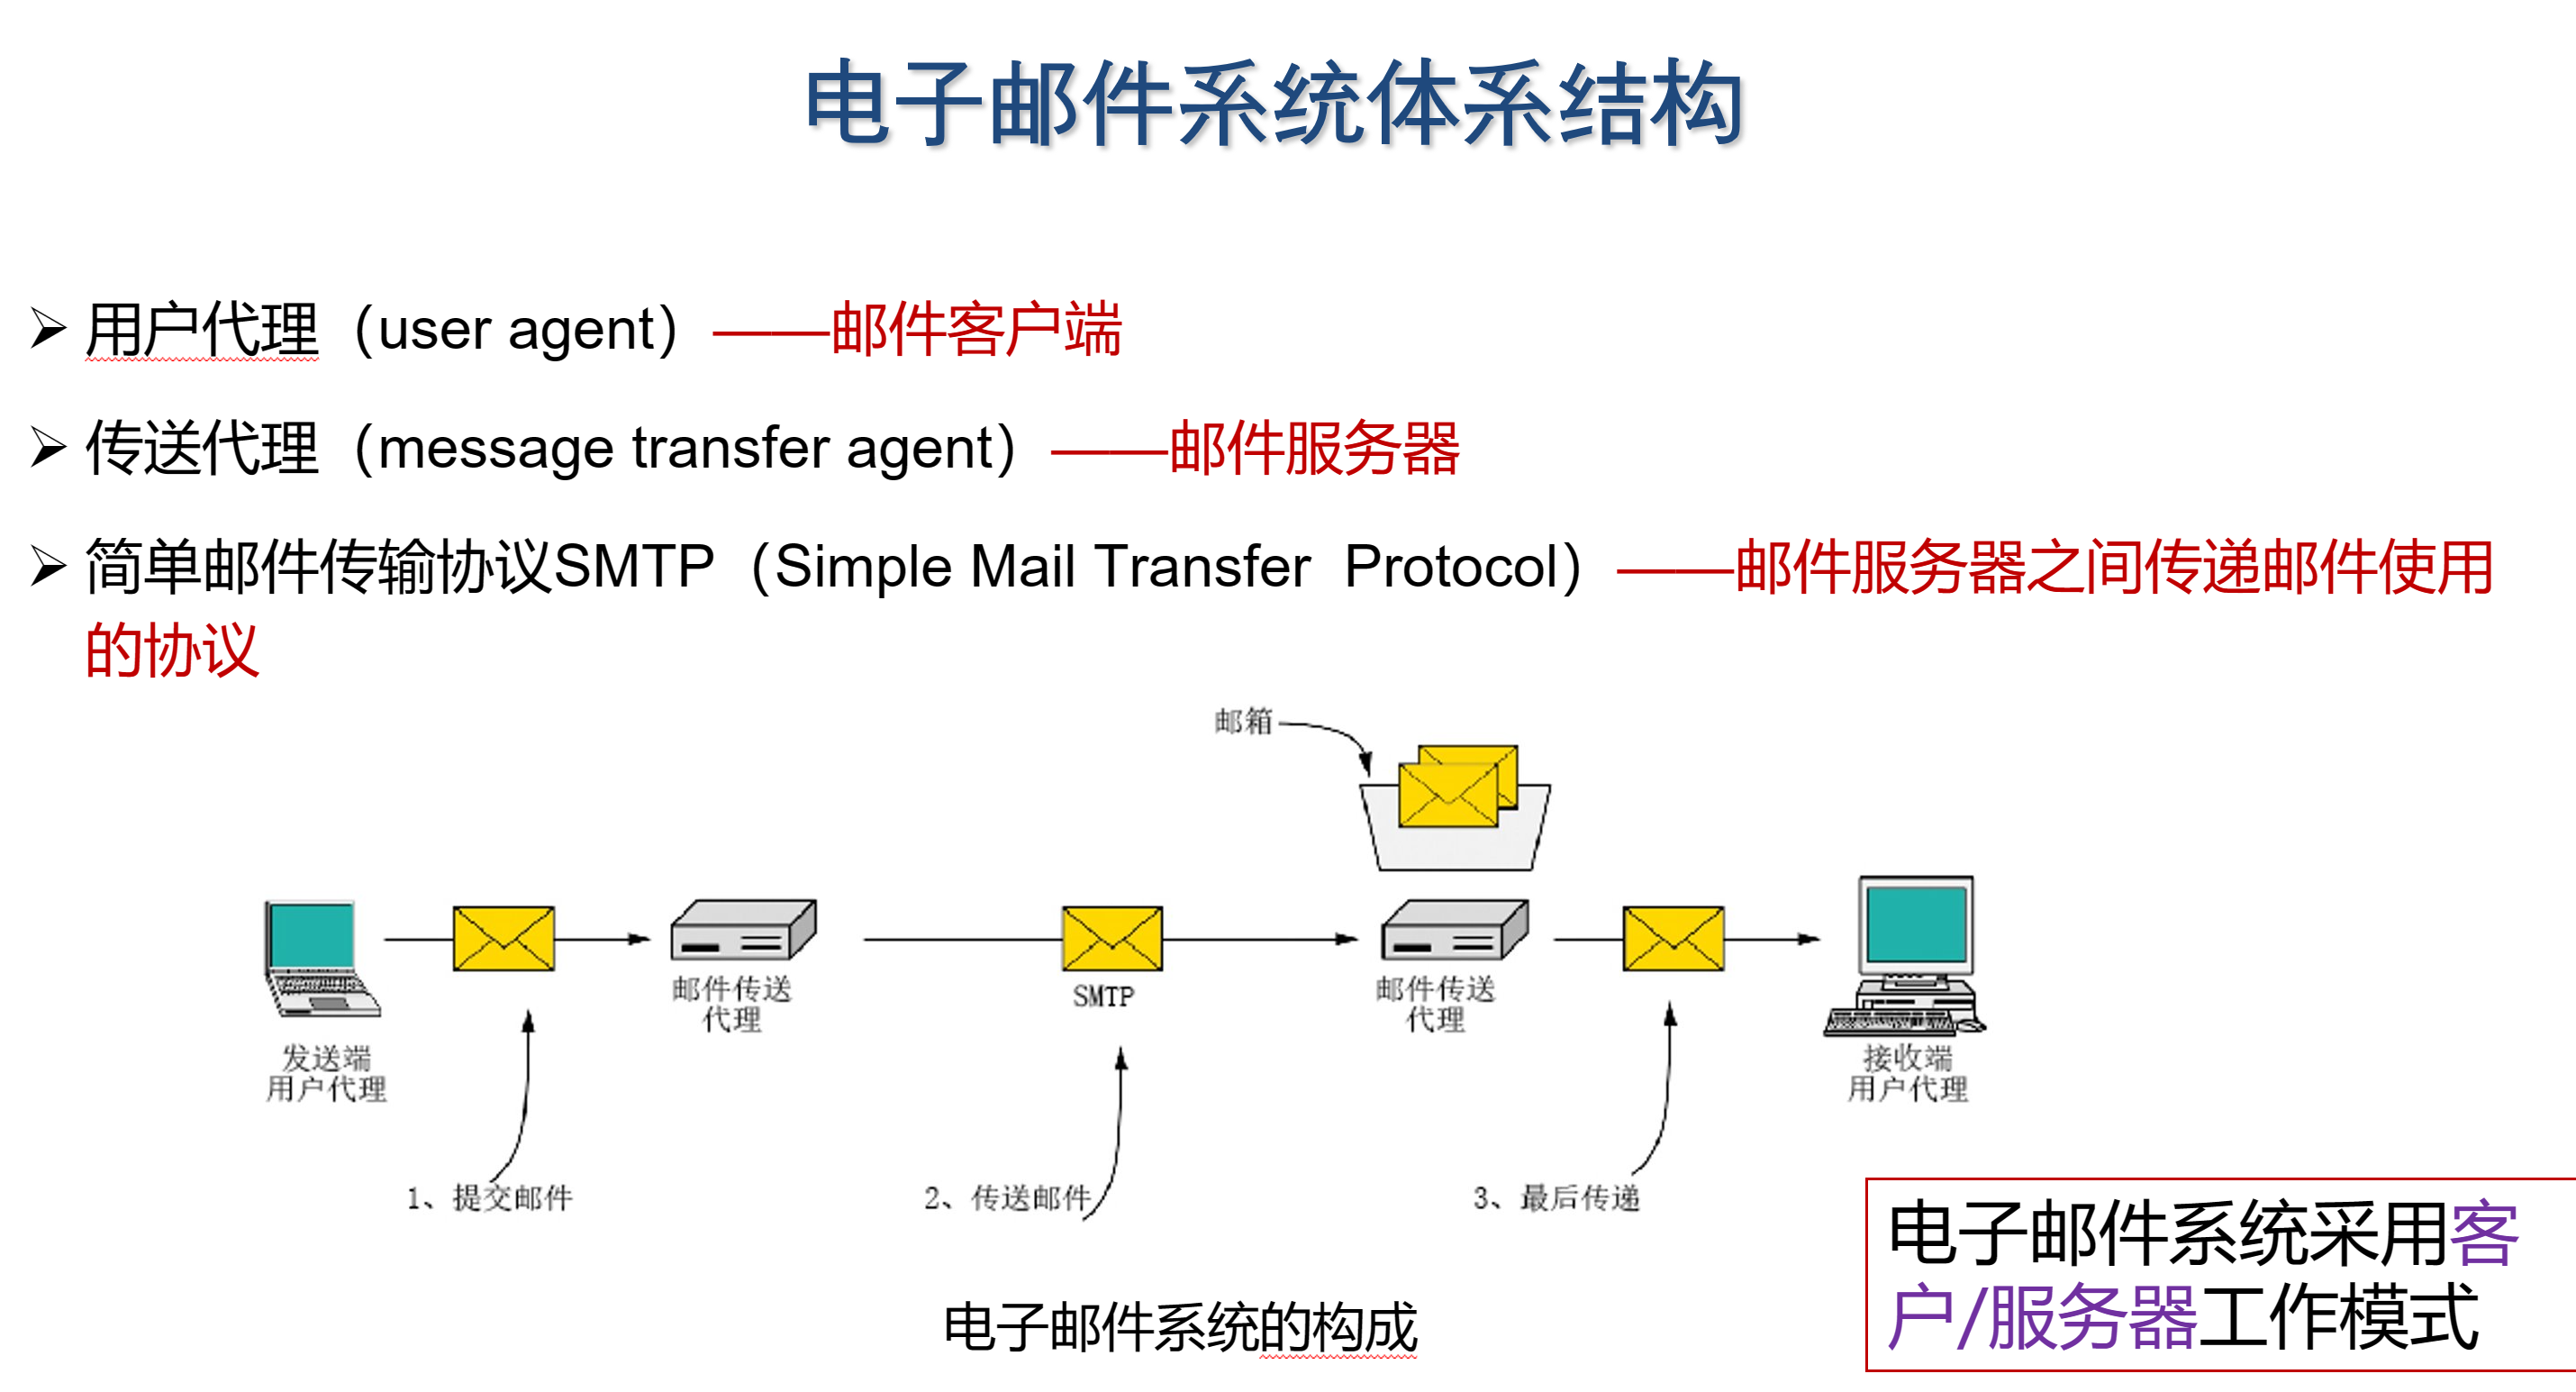 电子邮件系统体系结构
用户代理（user agent）——邮件客户端
传送代理（message transfer agent）——邮件服务器
简单邮件传输协议SMTP（Simple Mail Transfer  Protocol）——邮件服务器之间传递邮件使用
的协议
邮箱
邮件传送
代理
SMTP
邮件传送
代理
发送端
用户代理
接收端
用户代理
1、提交邮件
2、传送邮件
3、最后传递
电子邮件系统的构成
电子邮件系统采用客
户/服务器工作模式